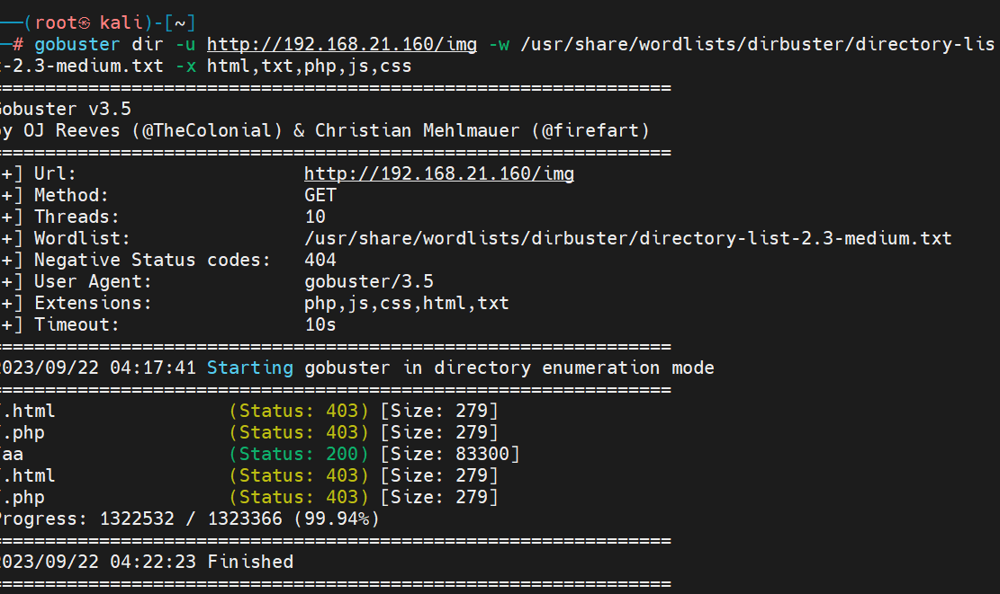 ──(root㉿ kali)-[~]
─# gobuster dir -u http://192.168.21.160/img -w /usr/share/wordlists/dirbuster/directory-lis
t-2.3-medium.txt -x html,txt,php,js,css
===============================================================
Gobuster v3.5
by OJ Reeves (@TheColonial) & Christian Mehlmauer (@firefart)
===============================================================
+] Url: http://192.168.21.160/img
+] Method: GET
+] Threads: 10
+] Wordlist: /usr/share/wordlists/dirbuster/directory-list-2.3-medium.txt
+] Negative Status codes: 404
+] User Agent: gobuster/3.5
+] Extensions: php,js,css,html,txt
+] Timeout: 10s
===============================================================
2023/09/22 04:17:41 Starting gobuster in directory enumeration mode
===============================================================
/.html (Status: 403) [Size: 279]
/.php (Status: 403) [Size: 279]
/aa (Status: 200) [Size: 83300]
/.html (Status: 403) [Size: 279]
/.php (Status: 403) [Size: 279]
Progress: 1322532 / 1323366 (99.94%)
===============================================================
2023/09/22 04:22:23 Finished
===============================================================